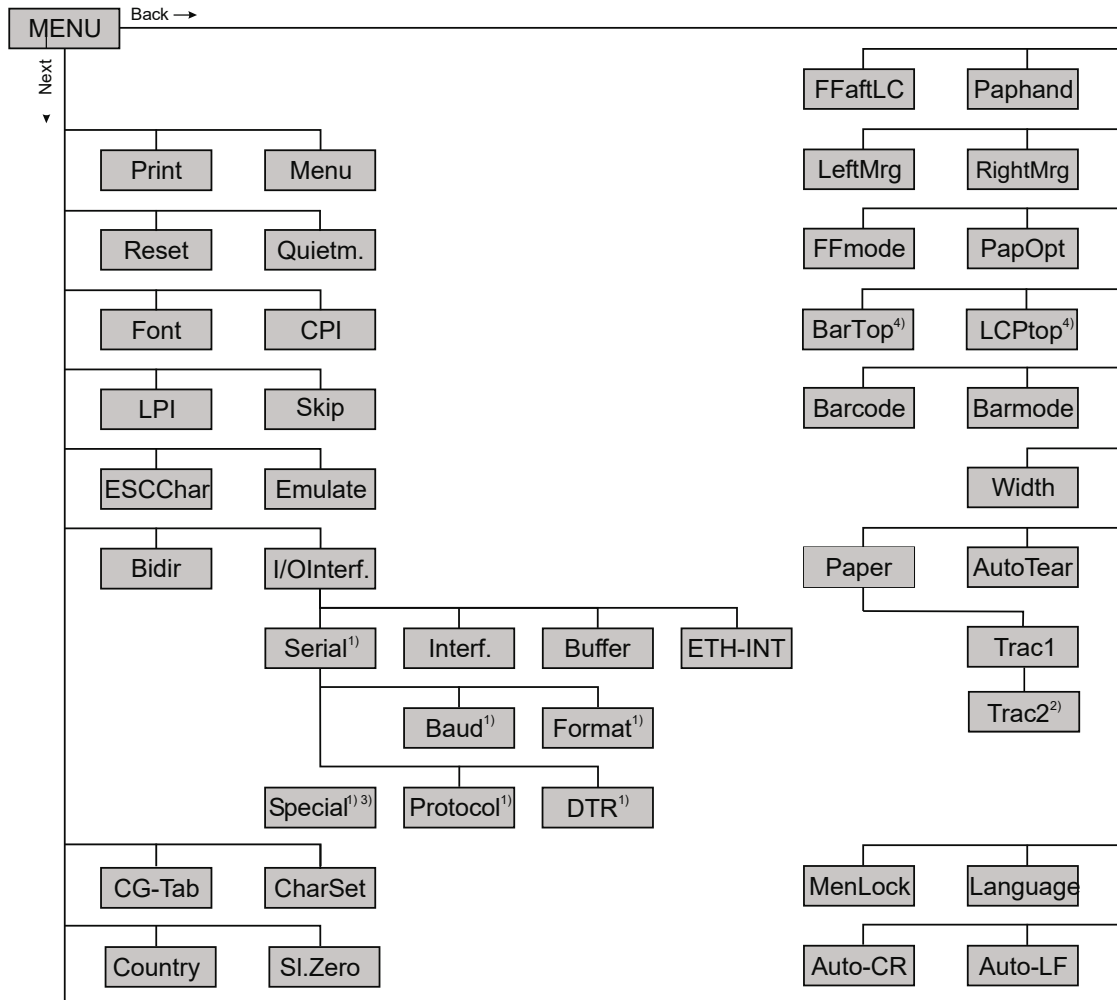 MENU
Back →
Next
FFaftLC Paphand
Print Menu
LeftMrg RightMrg
Reset Quietm.
FFmode PapOpt
Font CPI
BarTop4) LCPtop4)
LPI Skip
Barcode Barmode
ESCChar Emulate
Width
Bidir I/OInterf.
Paper AutoTear
Serial1) Interf. Buffer ETH-INT
Trac1
Baud1) Format1)
Trac22)
Special1) 3) Protocol1) DTR1)
CG-Tab CharSet
MenLock Language
Country Sl.Zero
Auto-CR Auto-LF